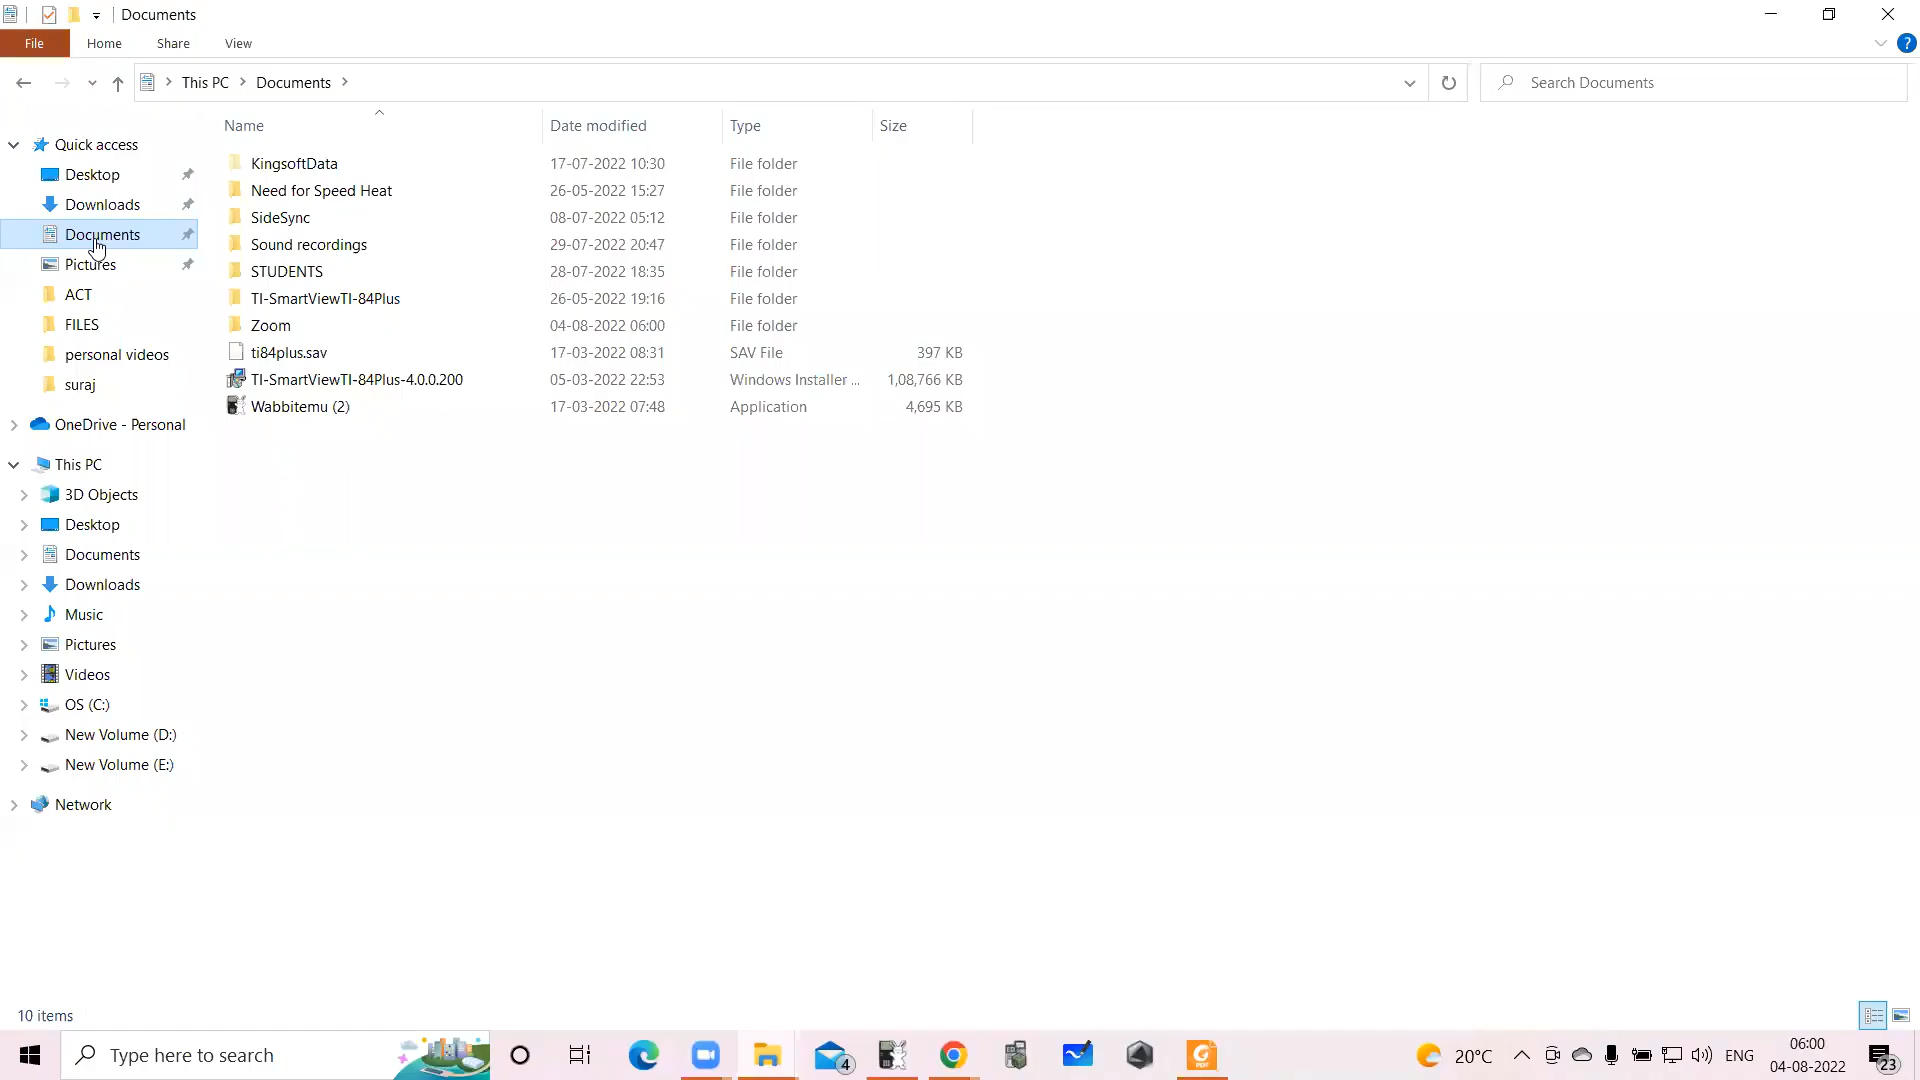 Documents
File Home Share View
This PC Documents Search Documents
Name Date modified Type Size
Quick access
Desktop
Downloads
Documents
Pictures
ACT
FILES
personal videos
suraj
OneDrive - Personal
This PC
3D Objects
Desktop
Documents
Downloads
Music
Pictures
Videos
OS (C:)
New Volume (D:)
New Volume (E:)
Network
KingsoftData 17-07-2022 10:30 File folder
Need for Speed Heat 26-05-2022 15:27 File folder
SideSync 08-07-2022 05:12 File folder
Sound recordings 29-07-2022 20:47 File folder
STUDENTS 28-07-2022 18:35 File folder
TI-SmartViewTI-84Plus 26-05-2022 19:16 File folder
Zoom 04-08-2022 06:00 File folder
ti84plus.sav 17-03-2022 08:31 SAV File 397 KB
TI-SmartViewTI-84Plus-4.0.0.200 05-03-2022 22:53 Windows Installer ... 1,08,766 KB
Wabbitemu (2) 17-03-2022 07:48 Application 4,695 KB
10 items
Type here to search 4 20°C ENG 06:00
04-08-2022 23